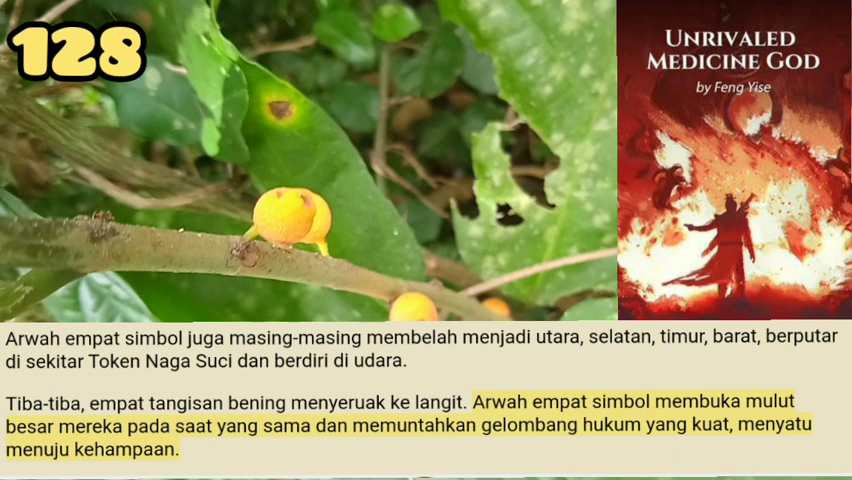 128
UNRIVALED
MEDICINE GOD
by Feng Yise
Arwah empat simbol juga masing-masing membelah menjadi utara, selatan, timur, barat, berputar
di sekitar Token Naga Suci dan berdiri di udara.
Tiba-tiba, empat tangisan bening menyeruak ke langit. Arwah empat simbol membuka mulut
besar mereka pada saat yang sama dan memuntahkan gelombang hukum yang kuat, menyatu
menuju kehampaan.